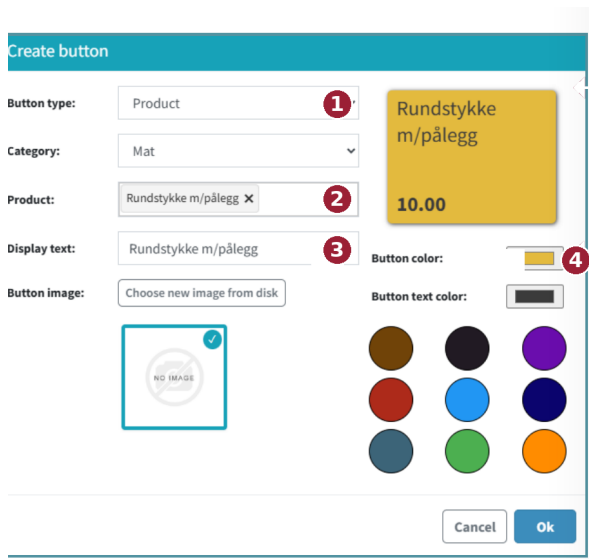 Create button
Button type:
Product
1
Category:
Mat
Product:
Rundstykke m/pålegg ×
2
Display text:
Rundstykke m/pålegg
3
Button image:
Choose new image from disk
NO IMAGE
Rundstykke
m/pålegg
10.00
Button color:
4
Button text color:
Cancel
Ok